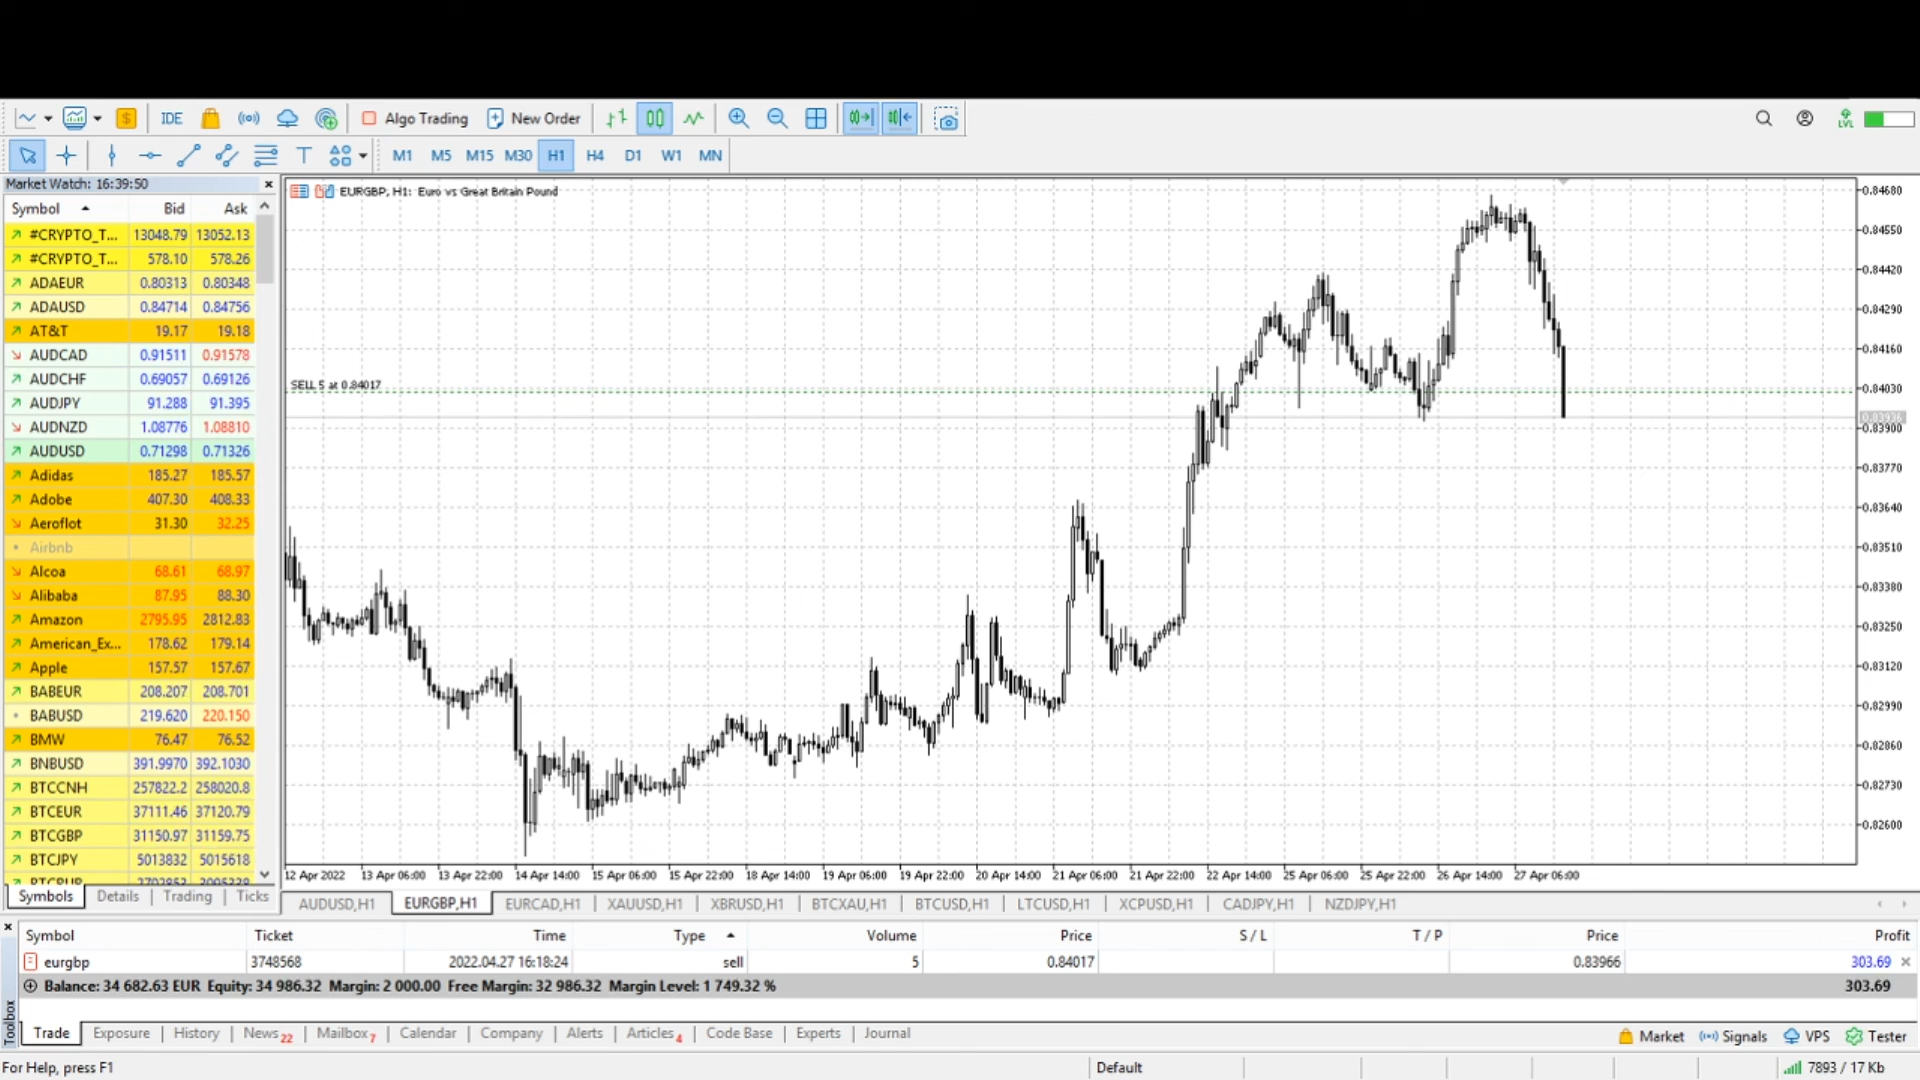 IDE Algo Trading New Order LVL
M1 M5 M15 M30 H1 H4 D1 W1 MN
Market Watch: 16:39:50
Symbol Bid Ask
#CRYPTO_T... 13048.79 13052.13
#CRYPTO_T... 578.10 578.26
ADAEUR 0.80313 0.80348
ADAUSD 0.84714 0.84756
AT&T 19.17 19.18
AUDCAD 0.91511 0.91578
AUDCHF 0.69057 0.69126
AUDJPY 91.288 91.395
AUDNZD 1.08776 1.08810
AUDUSD 0.71298 0.71326
Adidas 185.27 185.57
Adobe 407.30 408.33
Aeroflot 31.30 32.25
Airbnb
Alcoa 68.61 68.97
Alibaba 87.95 88.30
Amazon 2795.95 2812.83
American_Ex... 178.62 179.14
Apple 157.57 157.67
BABEUR 208.207 208.701
BABUSD 219.620 220.150
BMW 76.47 76.52
BNBUSD 391.9970 392.1030
BTCCNH 257822.2 258020.8
BTCEUR 37111.46 37120.79
BTCGBP 31150.97 31159.75
BTCJPY 5013832 5015618
Symbols Details Trading Ticks
EURGBP, H1: Euro vs Great Britain Pound
SELL 5 at 0.84017
0.84680
0.84550
0.84420
0.84290
0.84160
0.84030
0.83936
0.83900
0.83770
0.83640
0.83510
0.83380
0.83250
0.83120
0.82990
0.82860
0.82730
0.82600
12 Apr 2022 13 Apr 06:00 13 Apr 22:00 14 Apr 14:00 15 Apr 06:00 15 Apr 22:00 18 Apr 14:00 19 Apr 06:00 19 Apr 22:00 20 Apr 14:00 21 Apr 06:00 21 Apr 22:00 22 Apr 14:00 25 Apr 06:00 25 Apr 22:00 26 Apr 14:00 27 Apr 06:00
AUDUSD,H1 EURGBP,H1 EURCAD,H1 XAUUSD,H1 XBRUSD,H1 BTCXAU,H1 BTCUSD,H1 LTCUSD,H1 XCPUSD,H1 CADJPY,H1 NZDJPY,H1
Symbol Ticket Time Type Volume Price S / L T / P Price Profit
eurgbp 3748568 2022.04.27 16:18:24 sell 5 0.84017 0.83966 303.69
Balance: 34 682.63 EUR Equity: 34 986.32 Margin: 2 000.00 Free Margin: 32 986.32 Margin Level: 1 749.32 % 303.69
Toolbox
Trade Exposure History News 22 Mailbox 7 Calendar Company Alerts Articles 4 Code Base Experts Journal Market Signals VPS Tester
For Help, press F1 Default 7893 / 17 Kb